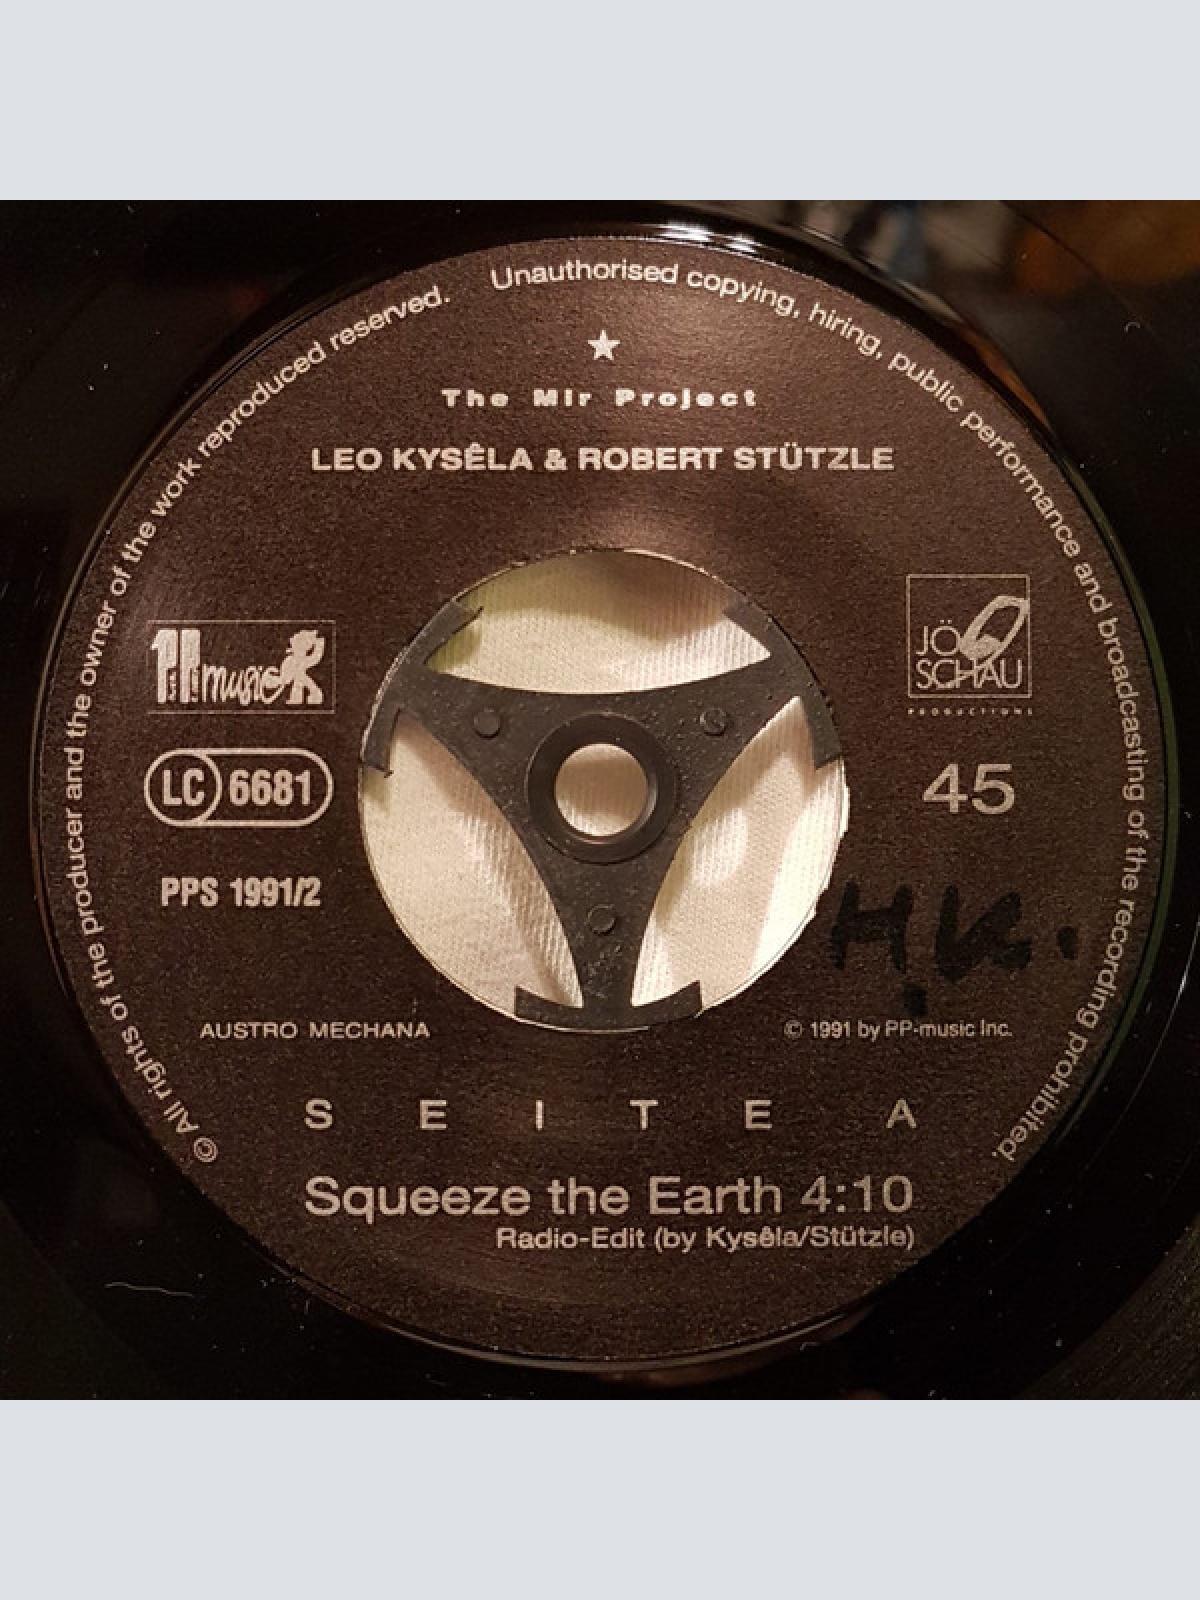 © All rights of the producer and the owner of the work reproduced reserved. Unauthorised copying, hiring, public performance and broadcasting of the recording prohibited.
The Mir Project
LEO KYSÊLA & ROBERT STÜTZLE
music
JÖ
SCHAU
PRODUCTIONS
LC 6681
45
PPS 1991/2
H.K.
AUSTRO MECHANA
© 1991 by PP-music Inc.
SEITE A
Squeeze the Earth 4:10
Radio-Edit (by Kysêla/Stützle)